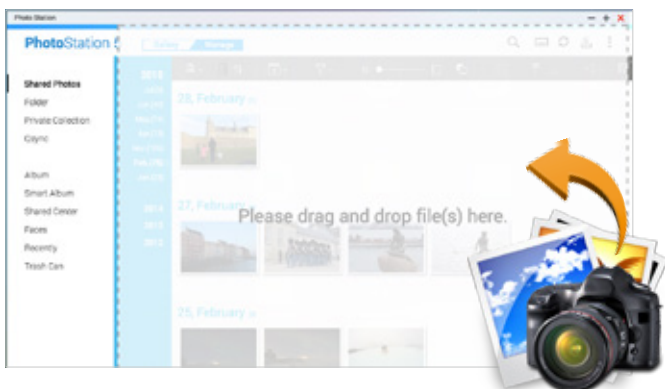 Photo Station
PhotoStation
Manage
Shared Photos
Folder
Private Collection
Qsync
Album
Smart Album
Shared Center
Faces
Recently
Trash Can
28, February
27, February
Please drag and drop file(s) here.
25, February